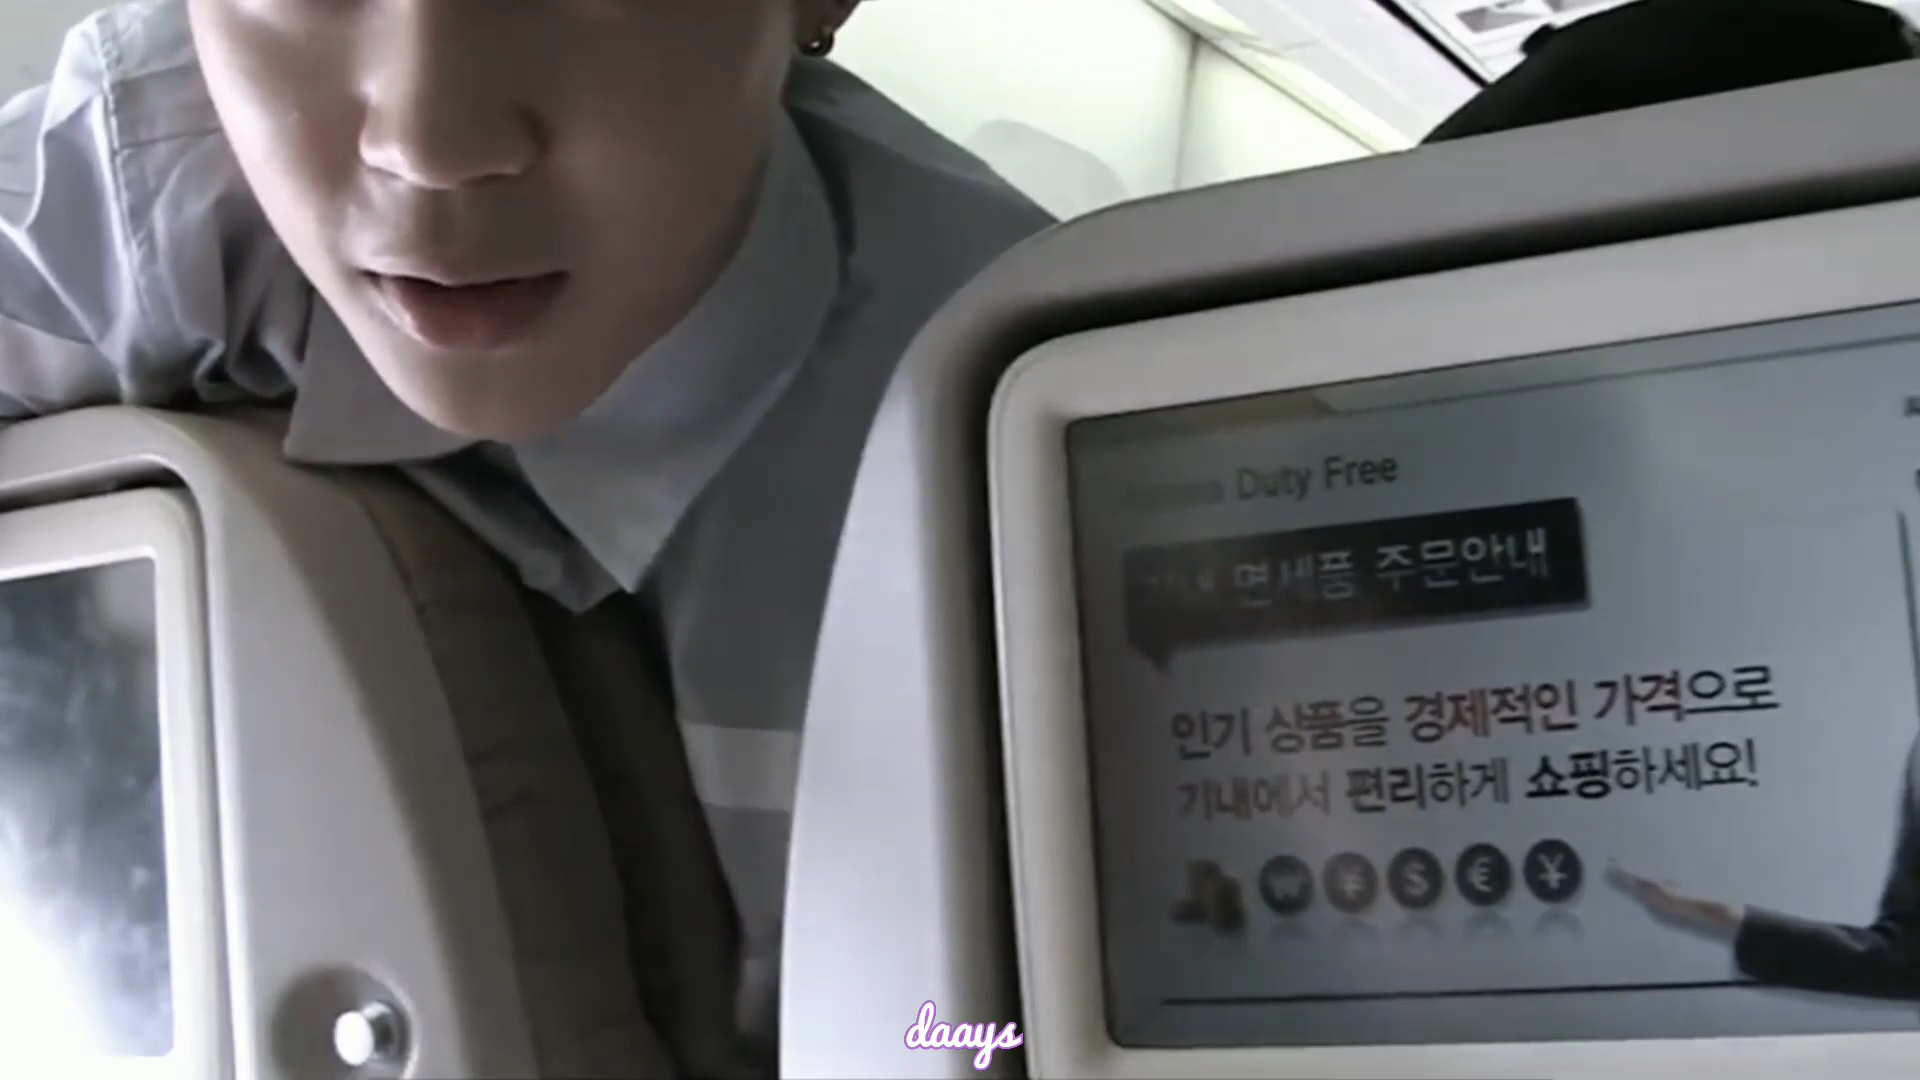 Duty Free
면세품 주문안내
인기 상품을 경제적인 가격으로
기내에서 편리하게 쇼핑하세요!
₩ ¥ $ € ¥
daays